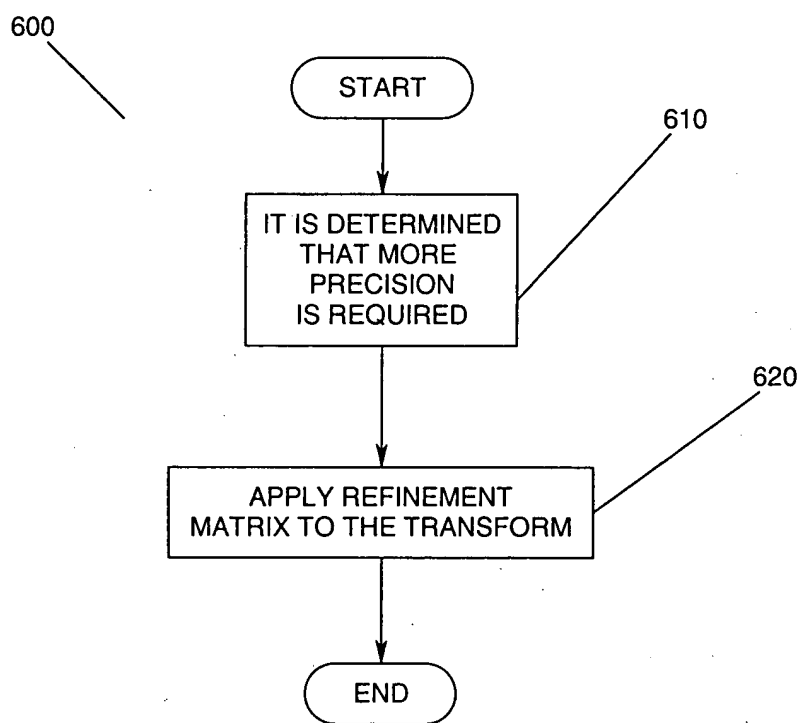 600
START
610
IT IS DETERMINED
THAT MORE
PRECISION
IS REQUIRED
620
APPLY REFINEMENT
MATRIX TO THE TRANSFORM
END